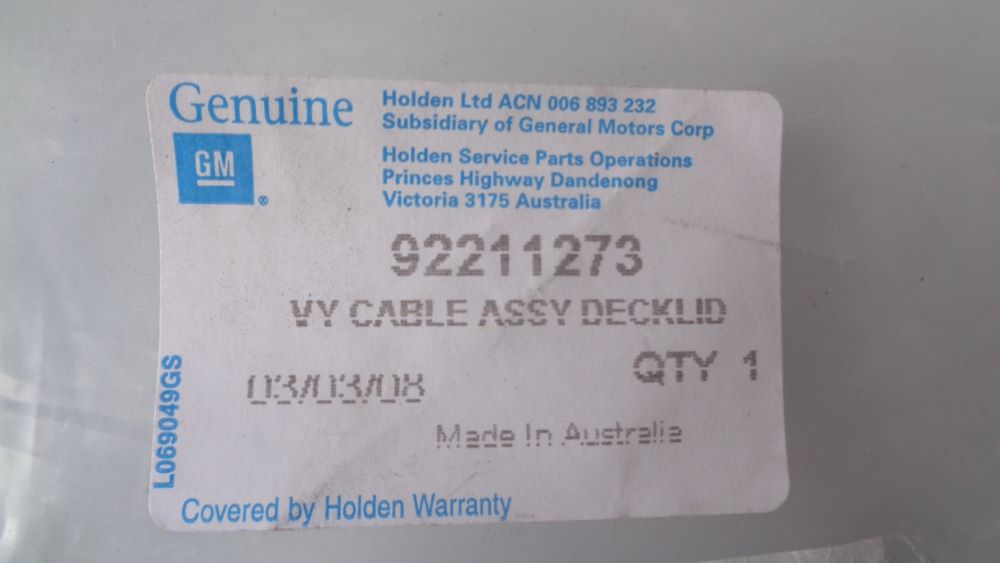 Genuine
GM
®
Holden Ltd ACN 006 893 232
Subsidiary of General Motors Corp
Holden Service Parts Operations
Princes Highway Dandenong
Victoria 3175 Australia
92211273
VY CABLE ASSY DECKLID
03/03/08
QTY 1
Made In Australia
L069049GS
Covered by Holden Warranty